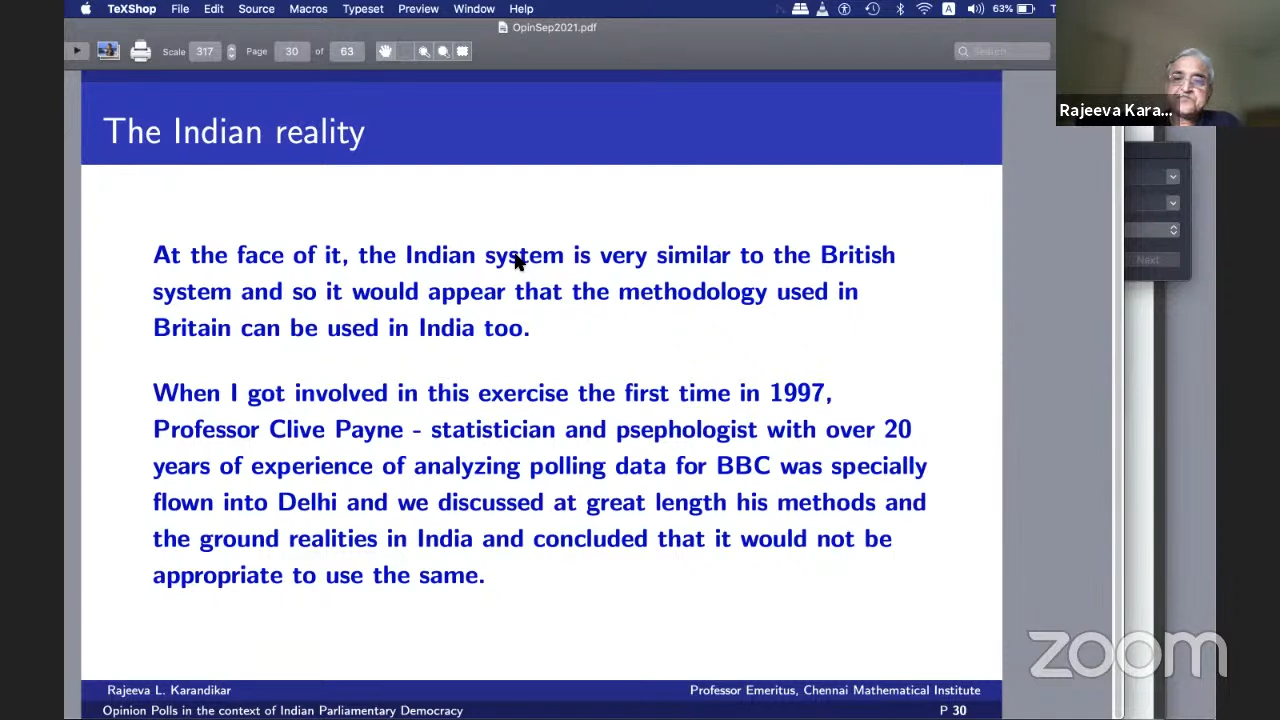 TeXShop File Edit Source Macros Typeset Preview Window Help 63%
OpinSep2021.pdf
Scale 317 Page 30 of 63 Search
Rajeeva Kara...
The Indian reality
At the face of it, the Indian system is very similar to the British
system and so it would appear that the methodology used in
Britain can be used in India too.
When I got involved in this exercise the first time in 1997,
Professor Clive Payne - statistician and psephologist with over 20
years of experience of analyzing polling data for BBC was specially
flown into Delhi and we discussed at great length his methods and
the ground realities in India and concluded that it would not be
appropriate to use the same.
Next
zoom
Rajeeva L. Karandikar Professor Emeritus, Chennai Mathematical Institute
Opinion Polls in the context of Indian Parliamentary Democracy P 30